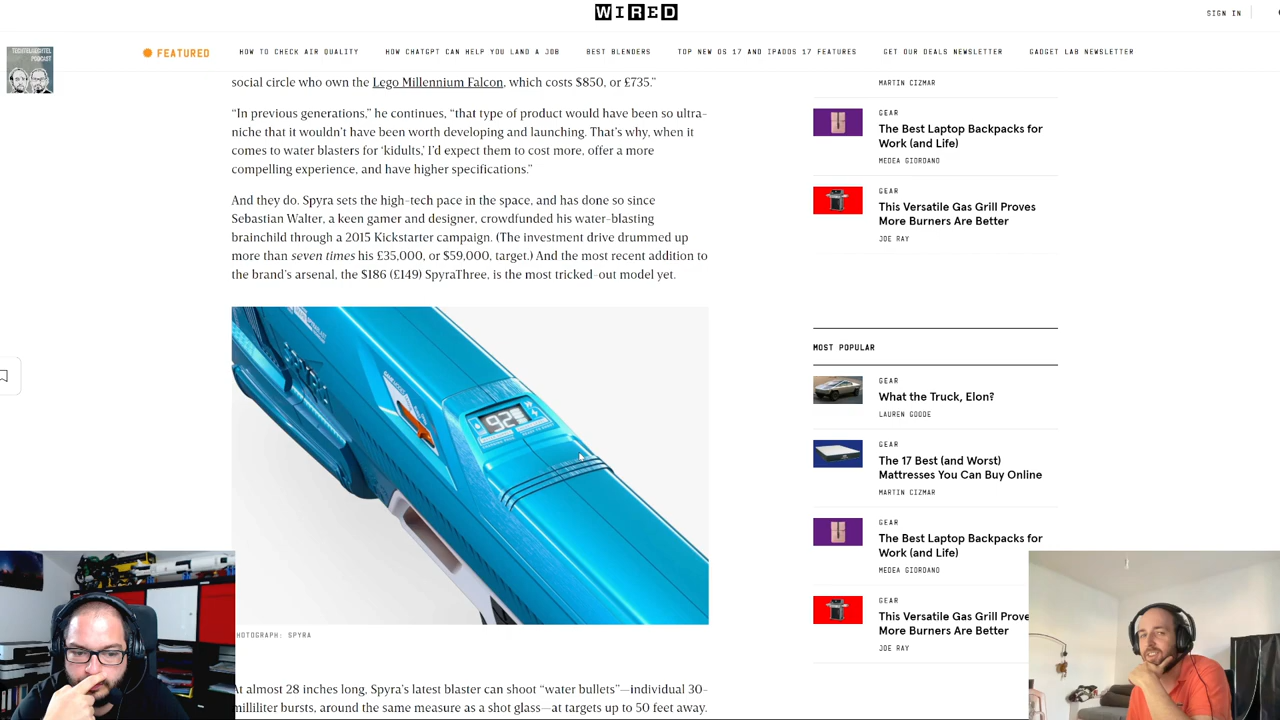 WIRED
SIGN IN
TECHTELMECHTEL
PODCAST
FEATURED
HOW TO CHECK AIR QUALITY
HOW CHATGPT CAN HELP YOU LAND A JOB
BEST BLENDERS
TOP NEW OS 17 AND IPADOS 17 FEATURES
GET OUR DEALS NEWSLETTER
GADGET LAB NEWSLETTER
social circle who own the Lego Millennium Falcon, which costs $850, or £735.”
“In previous generations,” he continues, “that type of product would have been so ultra-
niche that it wouldn’t have been worth developing and launching. That’s why, when it
comes to water blasters for ‘kidults,’ I’d expect them to cost more, offer a more
compelling experience, and have higher specifications.”
And they do. Spyra sets the high-tech pace in the space, and has done so since
Sebastian Walter, a keen gamer and designer, crowdfunded his water-blasting
brainchild through a 2015 Kickstarter campaign. (The investment drive drummed up
more than seven times his £35,000, or $59,000, target.) And the most recent addition to
the brand’s arsenal, the $186 (£149) SpyraThree, is the most tricked-out model yet.
92
PHOTOGRAPH: SPYRA
At almost 28 inches long, Spyra’s latest blaster can shoot “water bullets”—individual 30-
milliliter bursts, around the same measure as a shot glass—at targets up to 50 feet away.
MARTIN CIZMAR
GEAR
The Best Laptop Backpacks for
Work (and Life)
MEDEA GIORDANO
GEAR
This Versatile Gas Grill Proves
More Burners Are Better
JOE RAY
MOST POPULAR
GEAR
What the Truck, Elon?
LAUREN GOODE
GEAR
The 17 Best (and Worst)
Mattresses You Can Buy Online
MARTIN CIZMAR
GEAR
The Best Laptop Backpacks for
Work (and Life)
MEDEA GIORDANO
GEAR
This Versatile Gas Grill Prove
More Burners Are Better
JOE RAY